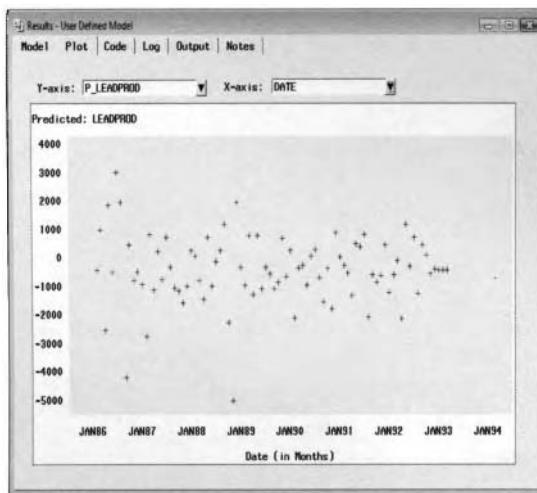 Results - User Defined Model
Model Plot Code Log Output Notes
Y-axis: P_LEADPROD X-axis: DATE
Predicted: LEADPROD
4000
3000
2000
1000
0
-1000
-2000
-3000
-4000
-5000
JAN86 JAN87 JAN88 JAN89 JAN90 JAN91 JAN92 JAN93 JAN94
Date (in Months)